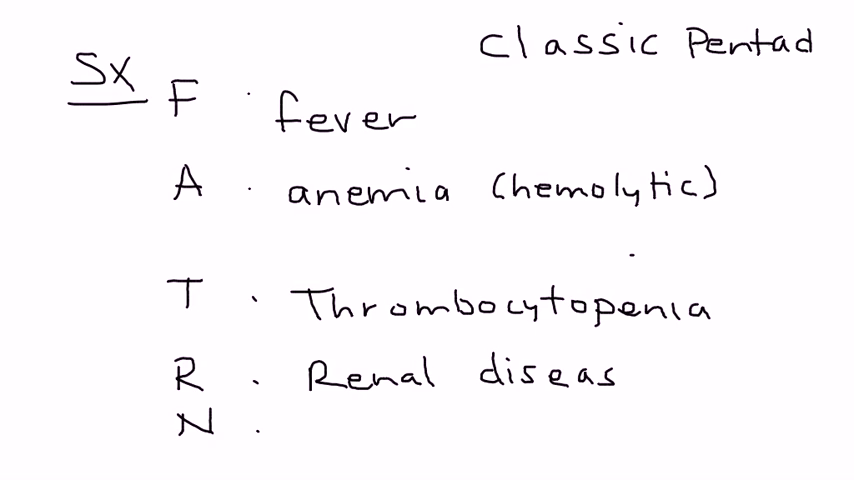 Classic Pentad
Sx
F . fever
A . anemia (hemolytic)
T . Thrombocytopenia
R . Renal diseas
N .